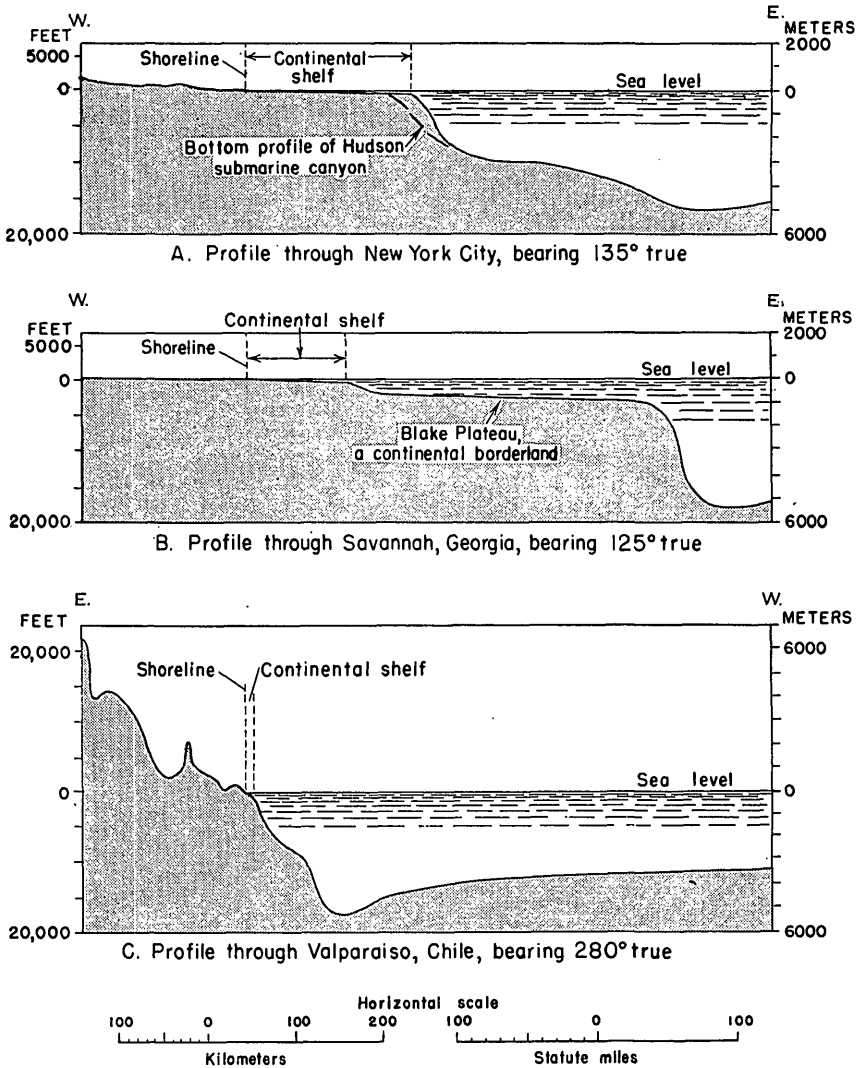 W.
E.
FEET
METERS
5000
0
20,000
2000
0
6000
Shoreline
Continental
shelf
Sea level
Bottom profile of Hudson
submarine canyon
A. Profile through New York City, bearing 135° true
W.
E.
FEET
METERS
5000
0
20,000
2000
0
6000
Continental shelf
Shoreline
Sea level
Blake Plateau,
a continental borderland
B. Profile through Savannah, Georgia, bearing 125° true
E.
W.
FEET
METERS
20,000
0
20,000
6000
0
6000
Shoreline
Continental shelf
Sea level
C. Profile through Valparaiso, Chile, bearing 280° true
Horizontal scale
100 0 100 200
Kilometers
100 0 100
Statute miles